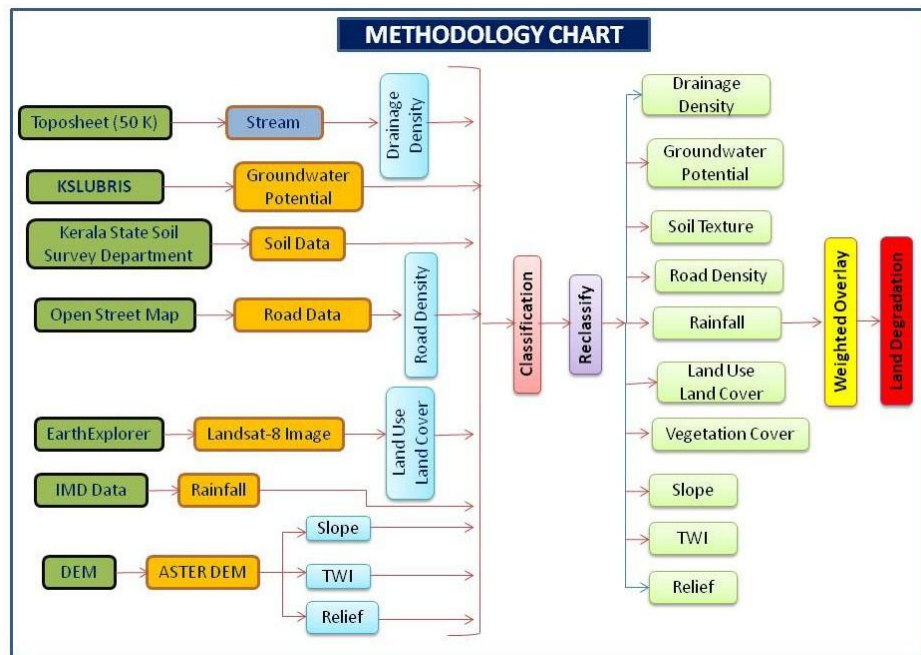 METHODOLOGY CHART
Toposheet (50 K)
Stream
Drainage
Density
KSLUBRIS
Groundwater
Potential
Kerala State Soil
Survey Department
Soil Data
Open Street Map
Road Data
Road Density
EarthExplorer
Landsat-8 Image
Land Use
Land Cover
IMD Data
Rainfall
DEM
ASTER DEM
Slope
TWI
Relief
Classification
Reclassify
Drainage
Density
Groundwater
Potential
Soil Texture
Road Density
Rainfall
Land Use
Land Cover
Vegetation Cover
Slope
TWI
Relief
Weighted Overlay
Land Degradation